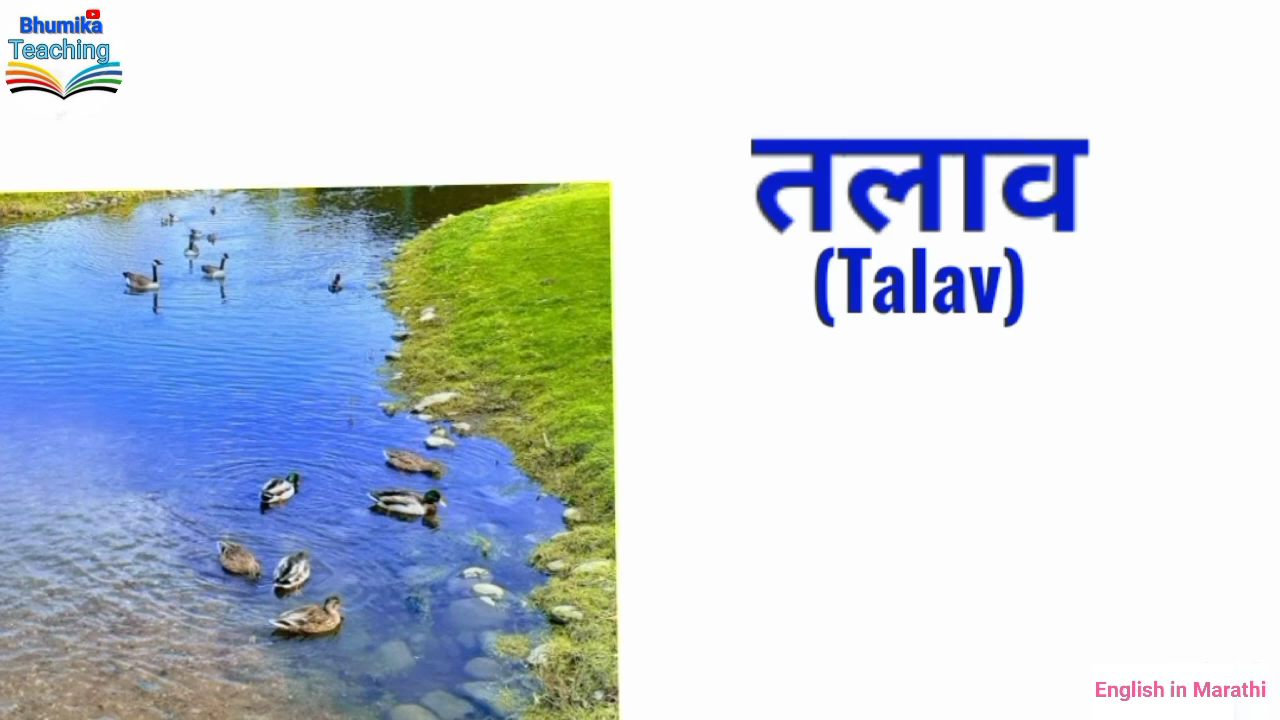 Bhumika
Teaching
तलाव
(Talav)
English in Marathi